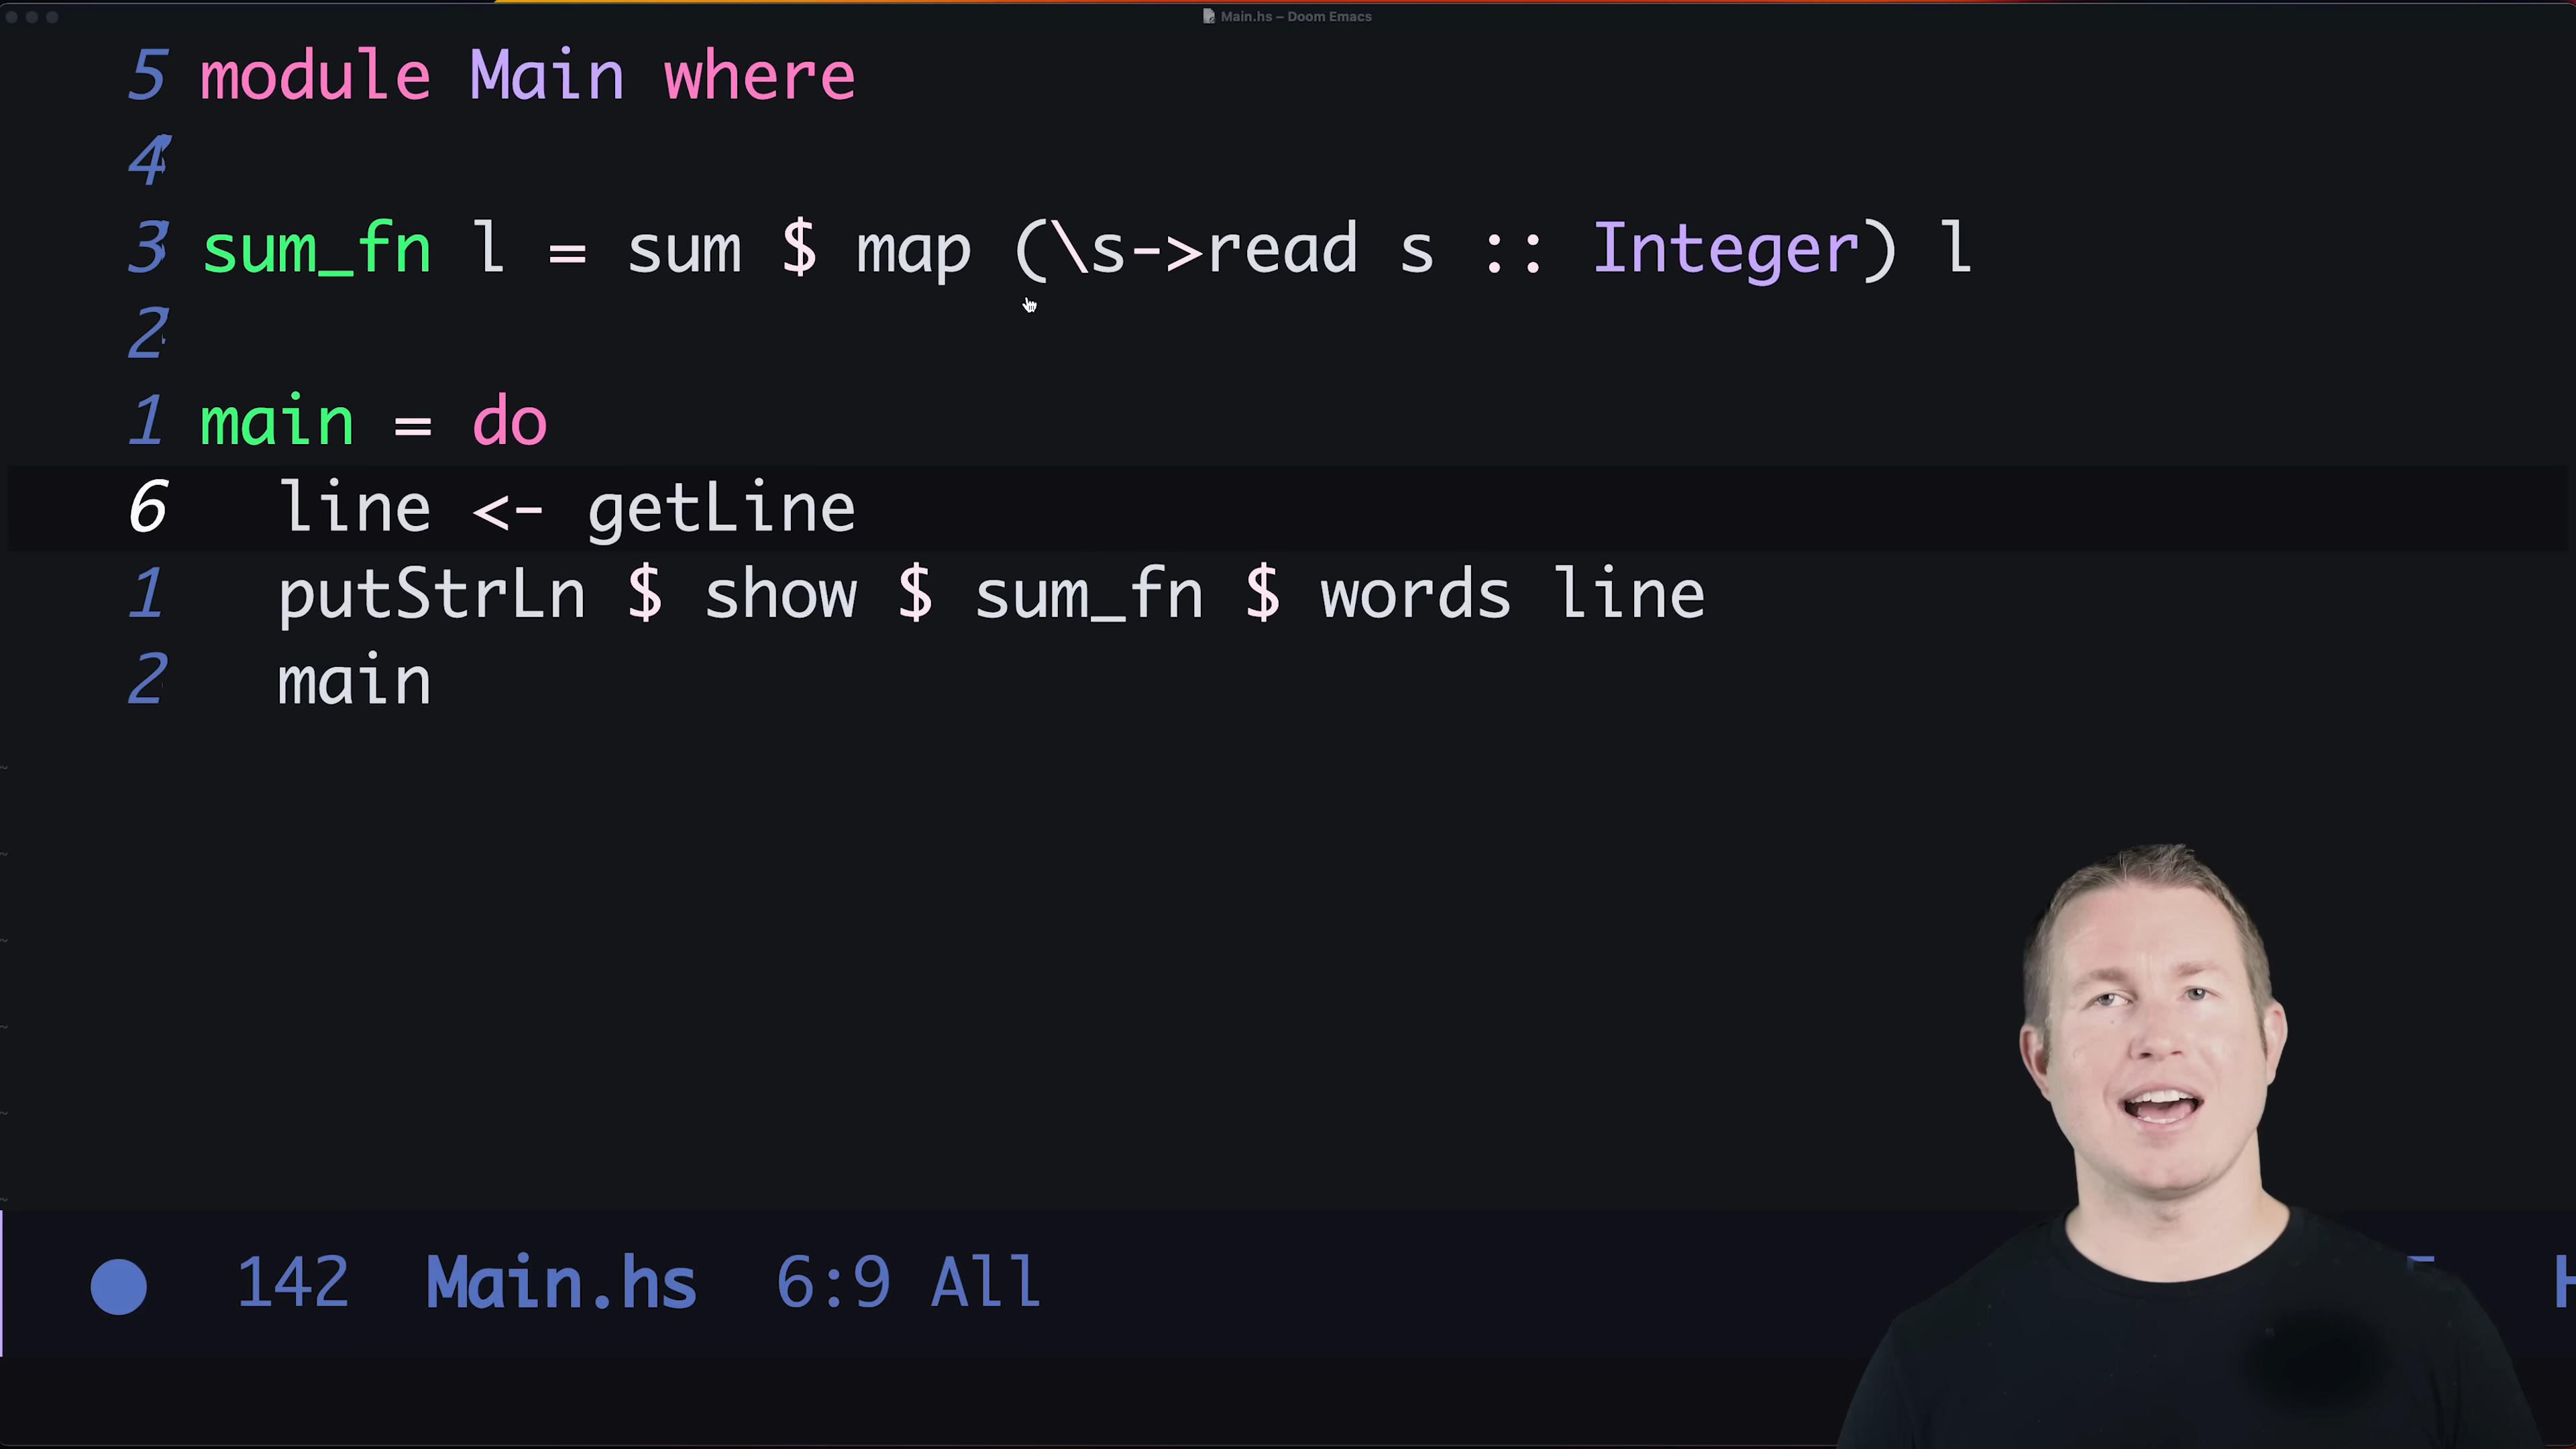 Main.hs – Doom Emacs
5 module Main where
4
3 sum_fn l = sum $ map (\s->read s :: Integer) l
2
1 main = do
6 line <- getLine
1 putStrLn $ show $ sum_fn $ words line
2 main
~
~
~
~
~
~
142 Main.hs 6:9 All